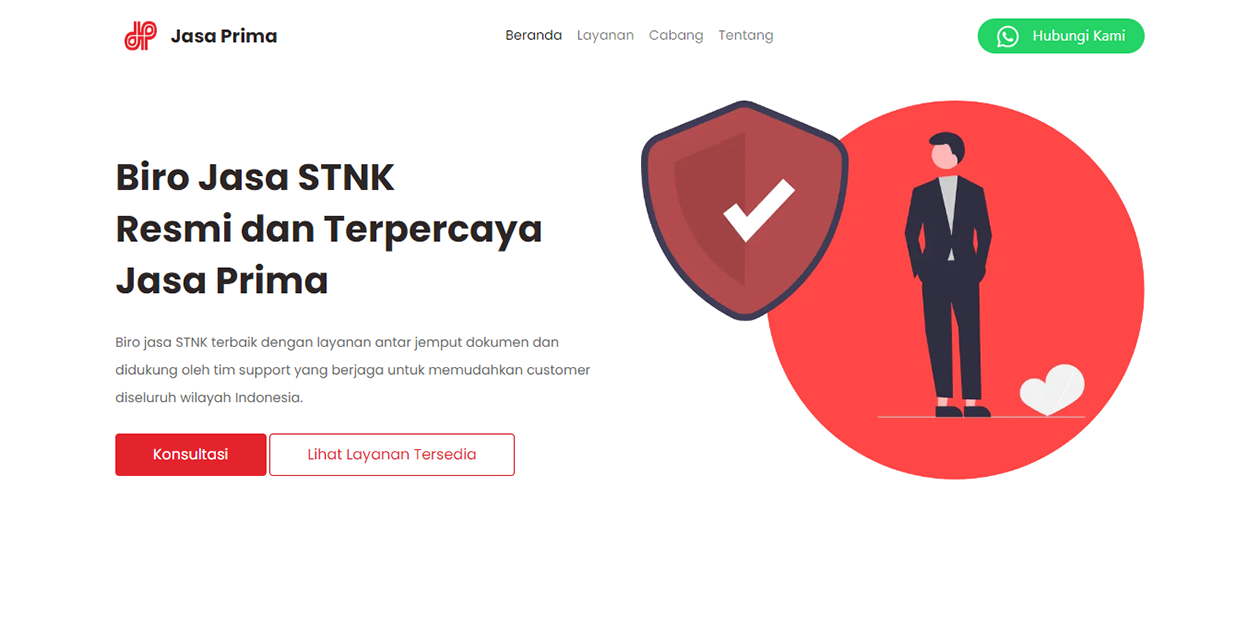 Jasa Prima
Beranda Layanan Cabang Tentang
Hubungi Kami
Biro Jasa STNK
Resmi dan Terpercaya
Jasa Prima
Biro jasa STNK terbaik dengan layanan antar jemput dokumen dan
didukung oleh tim support yang berjaga untuk memudahkan customer
diseluruh wilayah Indonesia.
Konsultasi
Lihat Layanan Tersedia